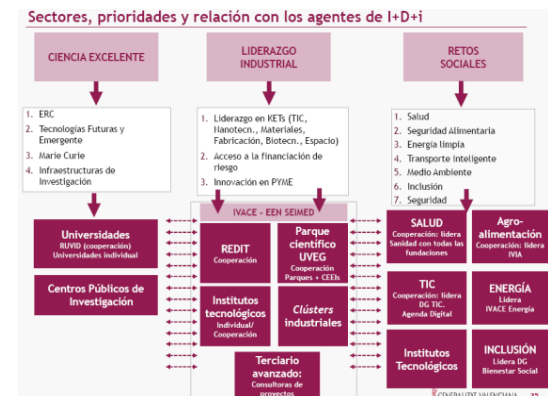 Sectores, prioridades y relación con los agentes de I+D+i
CIENCIA EXCELENTE
LIDERAZGO
INDUSTRIAL
RETOS
SOCIALES
1. ERC
2. Tecnologías Futuras y
Emergente
3. Marie Curie
4. Infraestructuras de
Investigación
1. Liderazgo en KETs (TIC,
Nanotecn., Materiales,
Fabricación, Biotecn., Espacio)
2. Acceso a la financiación de
riesgo
3. Innovación en PYME
1. Salud
2. Seguridad Alimentaria
3. Energía limpia
4. Transporte inteligente
5. Medio Ambiente
6. Inclusión
7. Seguridad
Universidades
RUVID (cooperación)
Universidades individual
Centros Públicos de
Investigación
IVACE - EEN SEIMED
REDIT
Cooperación
Parque
científico
UVEG
Cooperación
Parques + CEEIs
Institutos
tecnológicos
Individual/
Cooperación
Clústers
industriales
Terciario
avanzado:
Consultoras de
proyectos
SALUD
Cooperación: lidera
Sanidad con todas las
fundaciones
Agro-
alimentación
Cooperación: lidera
IVIA
TIC
Cooperación: lidera
DG TIC.
Agenda Digital
ENERGÍA
Lidera
IVACE Energía
Institutos
Tecnológicos
INCLUSIÓN
Lidera DG
Bienestar Social
GENERALITAT VALENCIANA